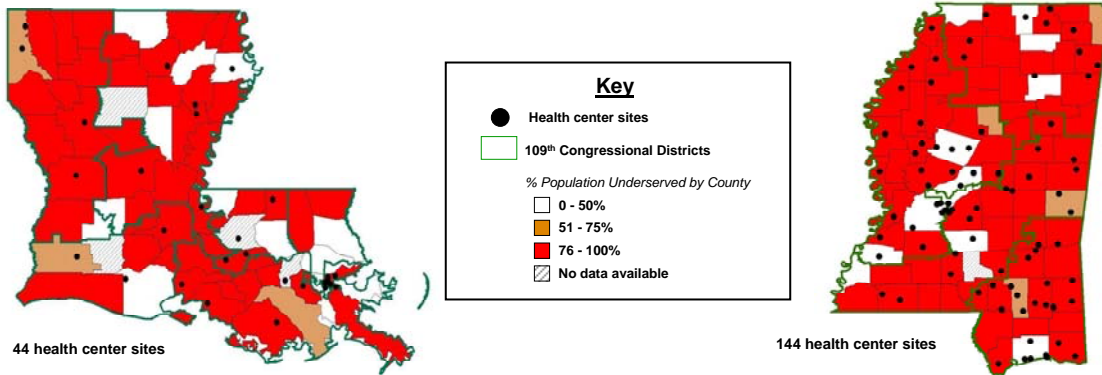 Key
Health center sites
109th Congressional Districts
% Population Underserved by County
0 - 50%
51 - 75%
76 - 100%
No data available
44 health center sites
144 health center sites